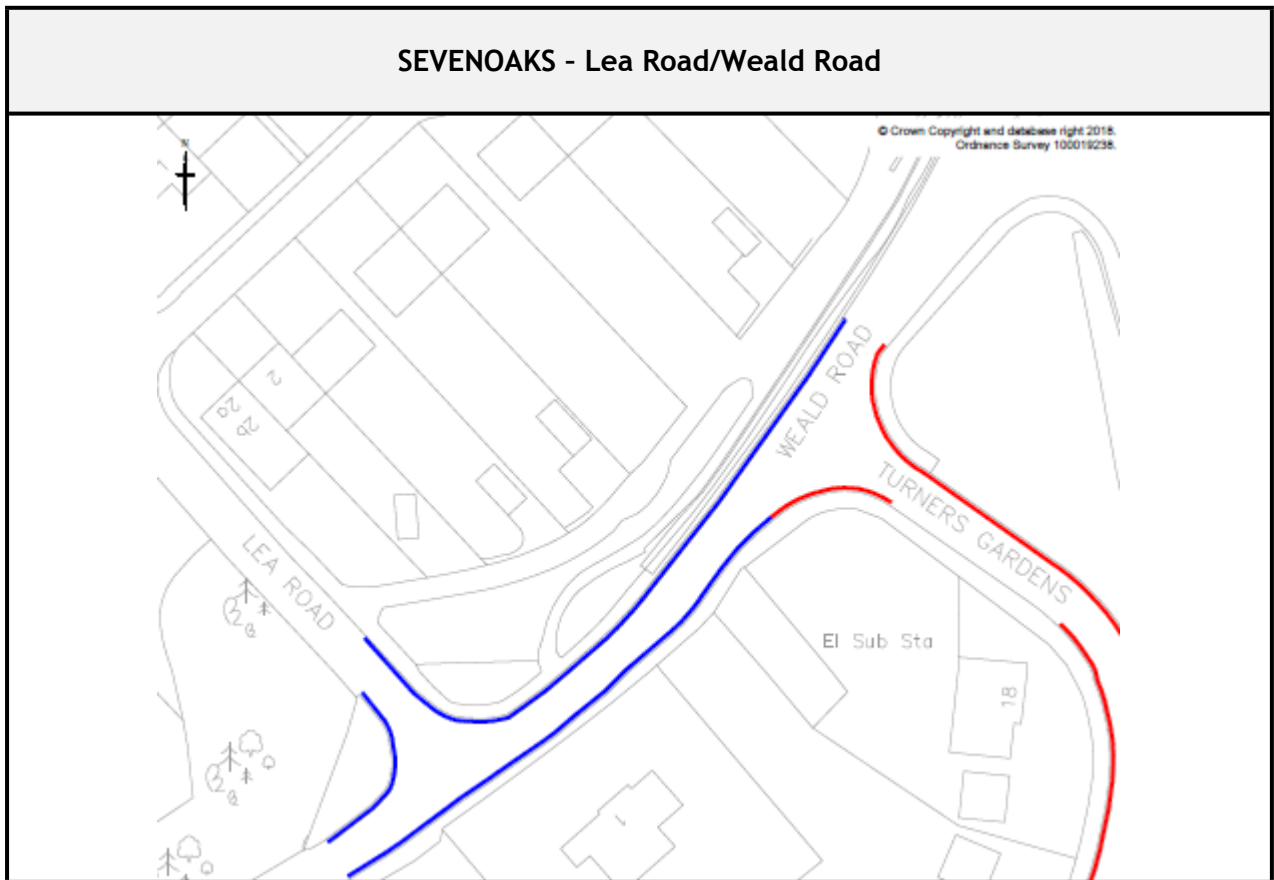 SEVENOAKS – Lea Road/Weald Road
© Crown Copyright and database right 2018.
Ordnance Survey 100019238.
N
WEALD ROAD
2
2a
2b
TURNERS GARDENS
LEA ROAD
El Sub Sta
18
1